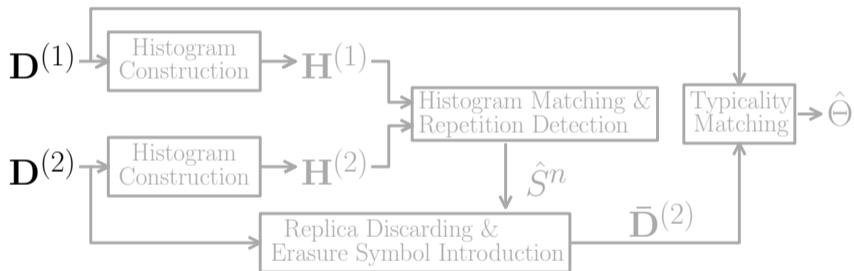 D(1)
Histogram
Construction
H(1)
Histogram Matching &
Repetition Detection
Typicality
Matching
Θ̂
D(2)
Histogram
Construction
H(2)
Ŝn
Replica Discarding &
Erasure Symbol Introduction
D̄(2)